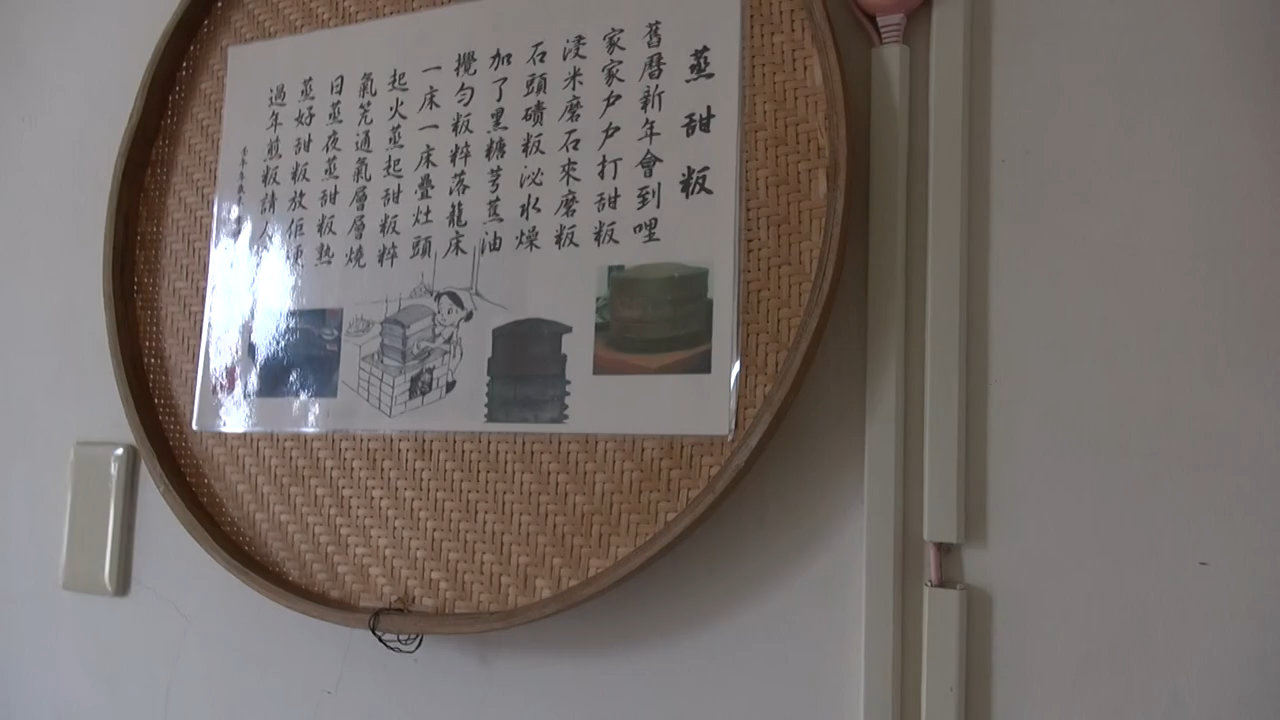 蒸甜粄
舊曆新年會到哩
家家戶戶打甜粄
浸米磨石來磨粄
石頭磧粄泌水燥
加了黑糖芎蕉油
攪勻粄粹落籠床
一床一床疊灶頭
起火蒸起甜粄粹
氣筅通氣層層燒
日蒸夜蒸甜粄熟
蒸好甜粄放佢
過年煎粄請人